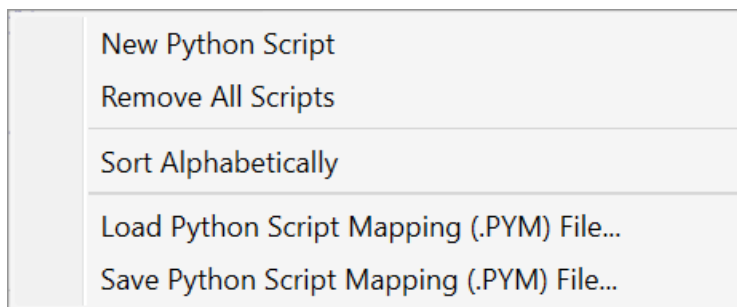 New Python Script
Remove All Scripts
Sort Alphabetically
Load Python Script Mapping (.PYM) File...
Save Python Script Mapping (.PYM) File...